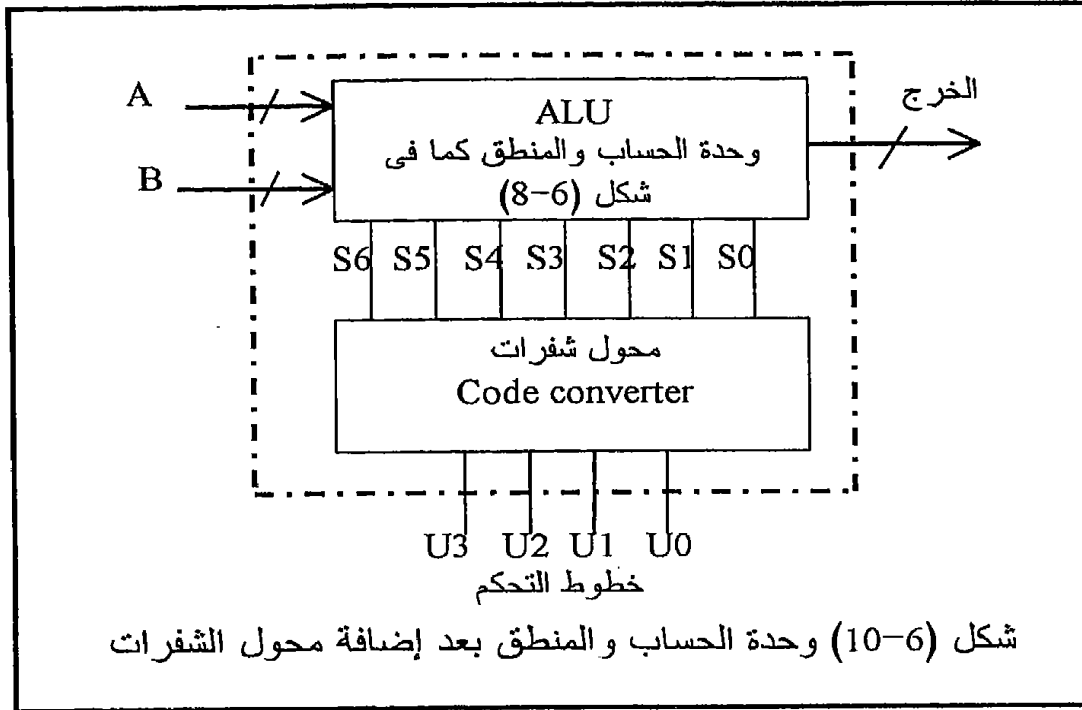 A
B
ALU
وحدة الحساب والمنطق كما فى
شكل (6-8)
الخرج
S6 S5 S4 S3 S2 S1 S0
محول شفرات
Code converter
U3 U2 U1 U0
خطوط التحكم
شكل (6-10) وحدة الحساب والمنطق بعد إضافة محول الشفرات